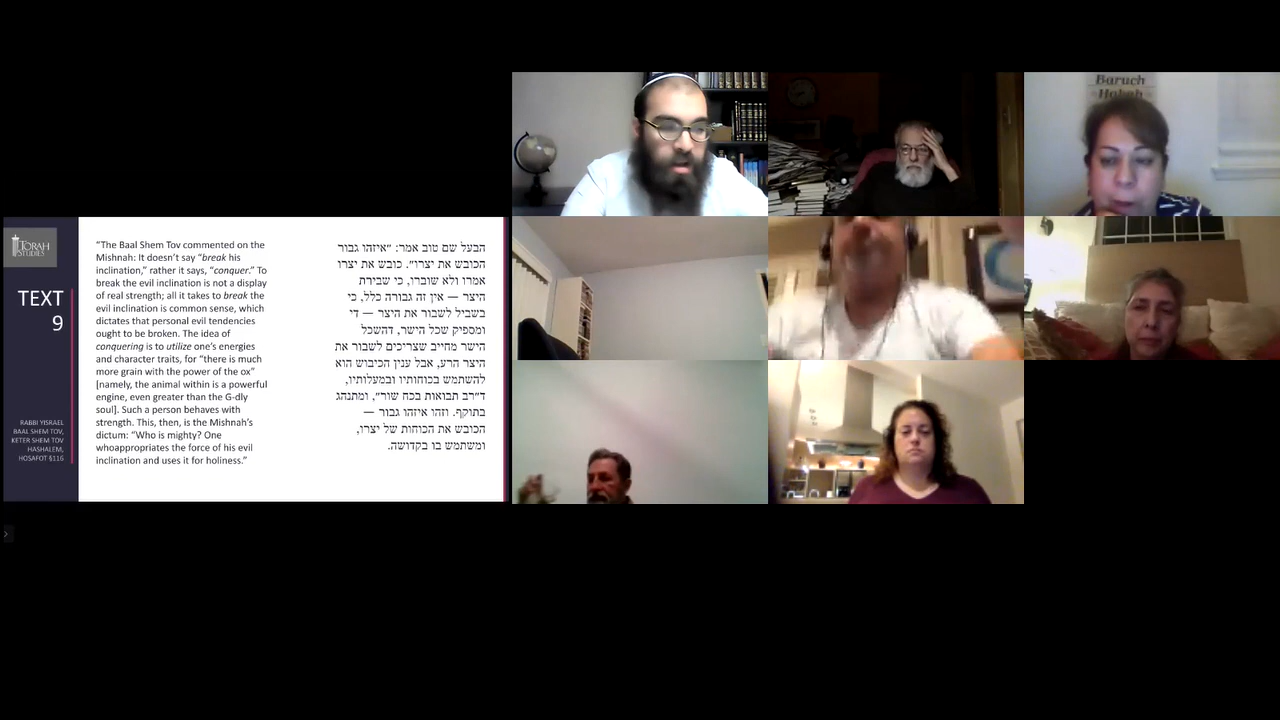 TORAH
STUDIES
TEXT
9
RABBI YISRAEL
BAAL SHEM TOV,
KETER SHEM TOV
HASHALEM,
HOSAFOT §116
"The Baal Shem Tov commented on the
Mishnah: It doesn't say "break his
inclination," rather it says, "conquer." To
break the evil inclination is not a display
of real strength; all it takes to break the
evil inclination is common sense, which
dictates that personal evil tendencies
ought to be broken. The idea of
conquering is to utilize one's energies
and character traits, for "there is much
more grain with the power of the ox"
[namely, the animal within is a powerful
engine, even greater than the G-dly
soul]. Such a person behaves with
strength. This, then, is the Mishnah's
dictum: "Who is mighty? One
whoappropriates the force of his evil
inclination and uses it for holiness."
הבעל שם טוב אמר: "איזהו גבור
הכובש את יצרו". כובש את יצרו
אמרו ולא שוברו, כי שבירת
היצר — אין זה גבורה כלל, כי
בשביל לשבור את היצר — די
ומספיק שכל הישר, דהשכל
הישר מחייב שצריכים לשבור את
היצר הרע, אבל ענין הכיבוש הוא
להשתמש בכוחותיו ובמעלותיו,
ד"רב תבואות בכח שור", ומתנהג
בתוקף. וזהו איזהו גבור —
הכובש את הכוחות של יצרו,
ומשתמש בו בקדושה.
Baruch
Habah